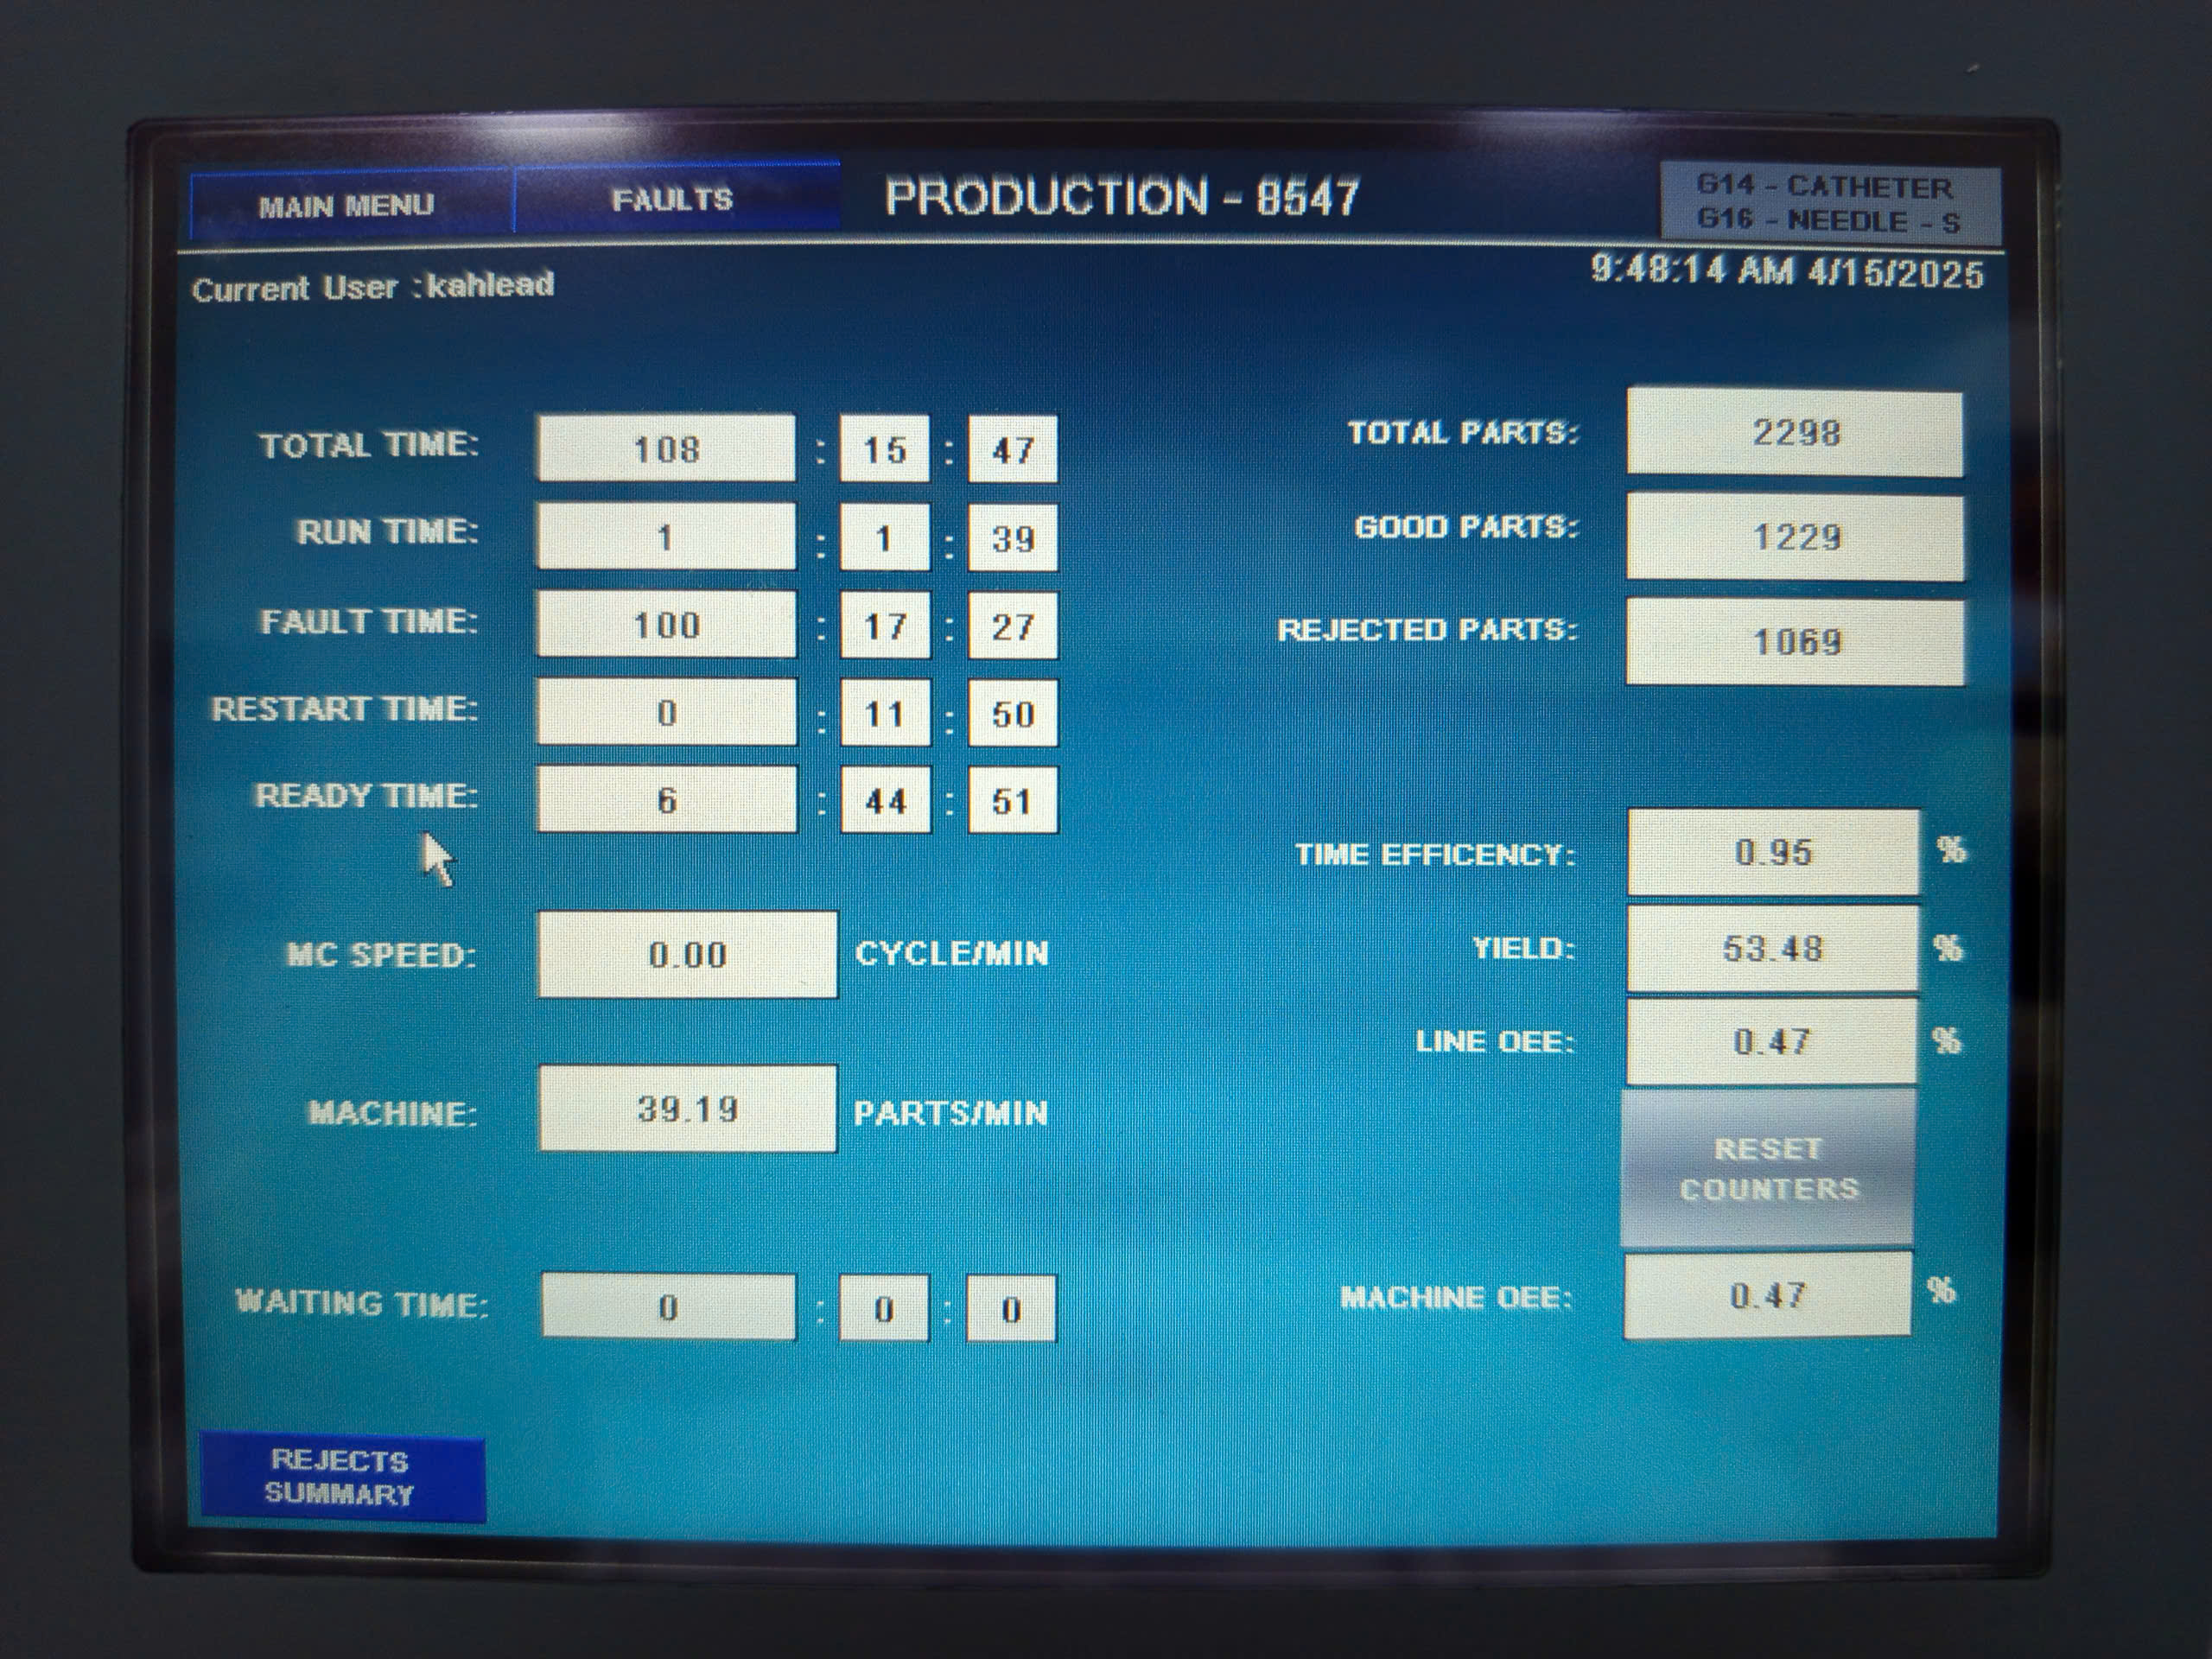 MAIN MENU
FAULTS
PRODUCTION - 8547
G14 - CATHETER
G16 - NEEDLE - S
Current User :kahlead
9:48:14 AM 4/15/2025
TOTAL TIME: 108 : 15 : 47
RUN TIME: 1 : 1 : 39
FAULT TIME: 100 : 17 : 27
RESTART TIME: 0 : 11 : 50
READY TIME: 6 : 44 : 51
MC SPEED: 0.00 CYCLE/MIN
MACHINE: 39.19 PARTS/MIN
WAITING TIME: 0 : 0 : 0
REJECTS
SUMMARY
TOTAL PARTS: 2298
GOOD PARTS: 1229
REJECTED PARTS: 1069
TIME EFFICENCY: 0.95 %
YIELD: 53.48 %
LINE OEE: 0.47 %
RESET
COUNTERS
MACHINE OEE: 0.47 %